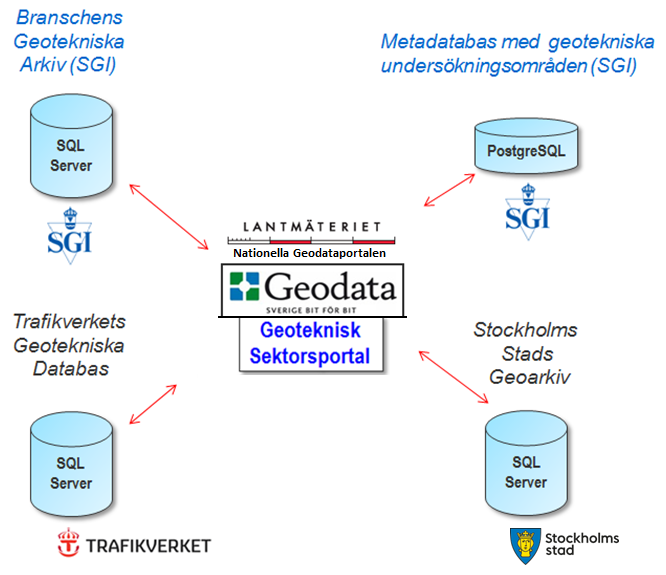 Branschens
Geotekniska
Arkiv (SGI)
SQL
Server
SGI
Metadatabas med geotekniska
undersökningsområden (SGI)
PostgreSQL
SGI
LANTMÄTERIET
Nationella Geodataportalen
Geodata
SVERIGE BIT FÖR BIT
Geoteknisk
Sektorsportal
Trafikverkets
Geotekniska
Databas
SQL
Server
TRAFIKVERKET
Stockholms
Stads
Geoarkiv
SQL
Server
Stockholms
stad